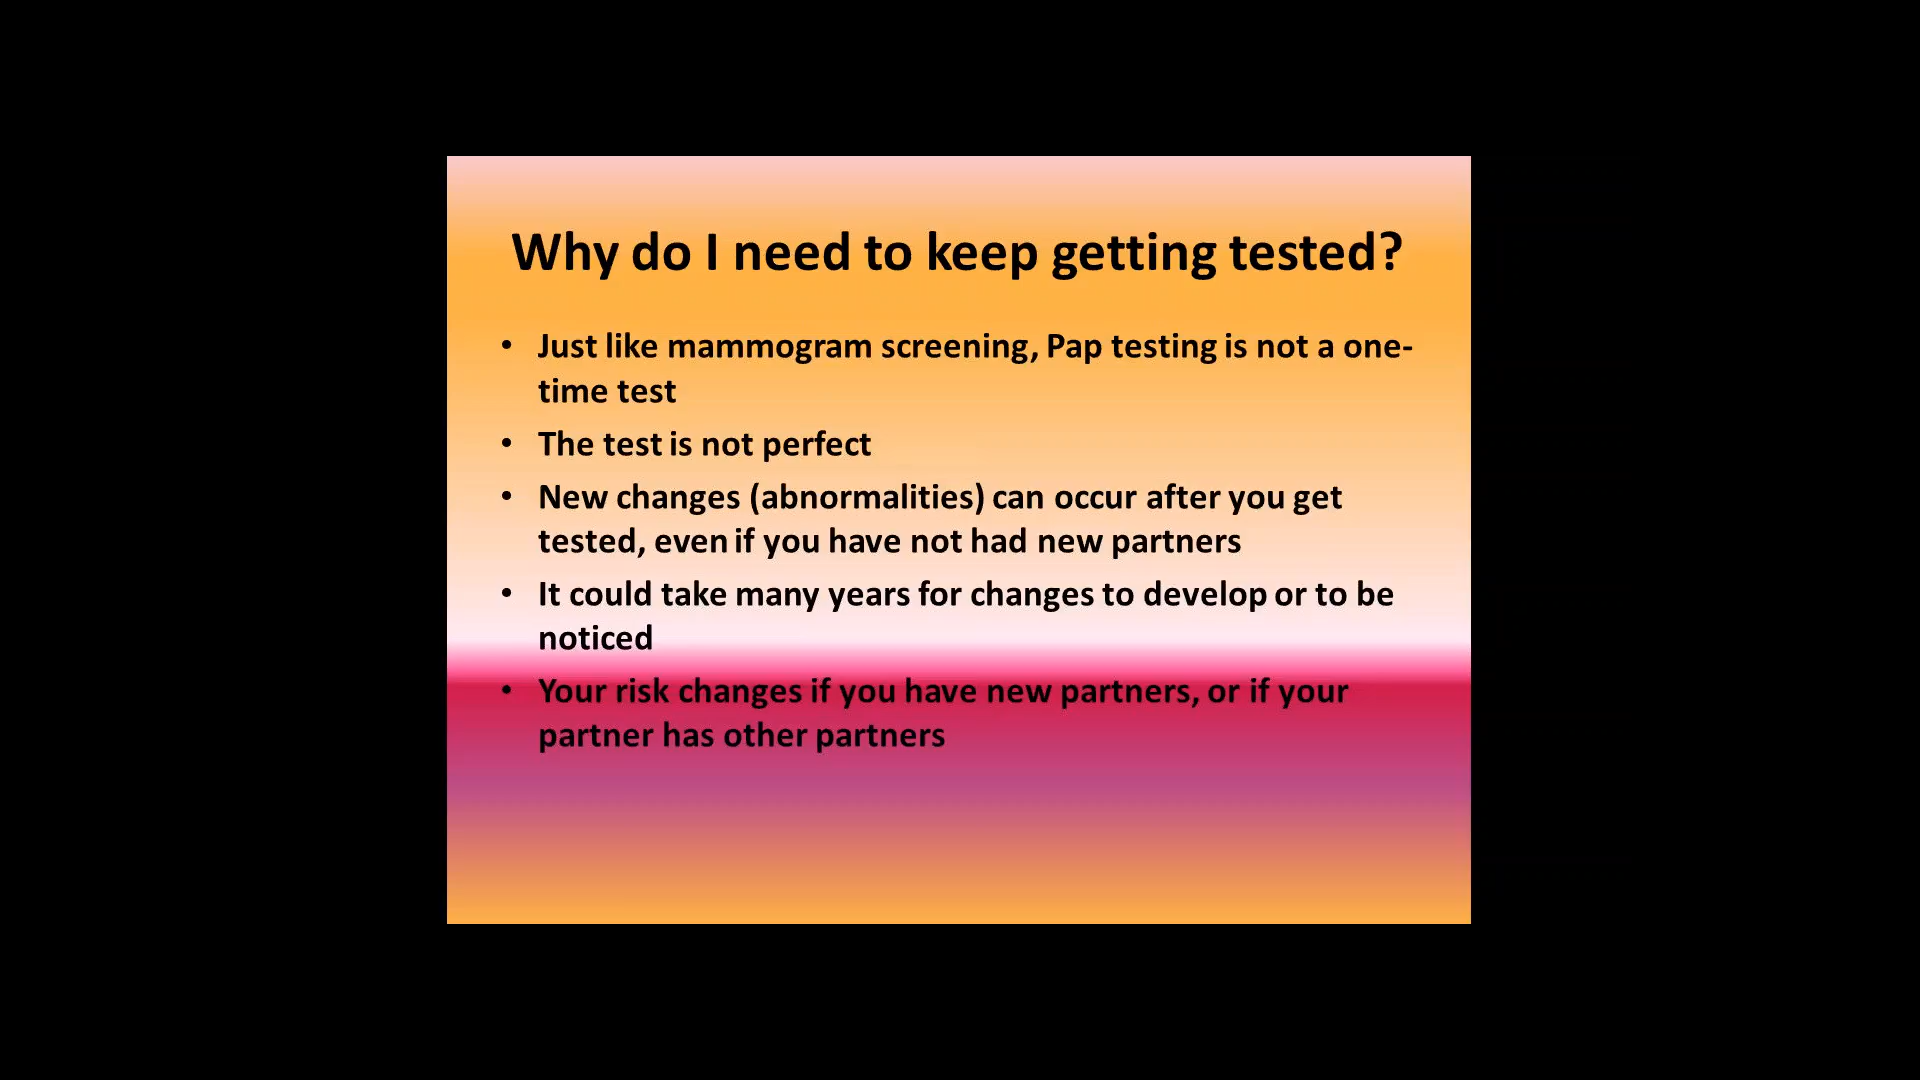 Why do I need to keep getting tested?
• Just like mammogram screening, Pap testing is not a one-
time test
• The test is not perfect
• New changes (abnormalities) can occur after you get
tested, even if you have not had new partners
• It could take many years for changes to develop or to be
noticed
• Your risk changes if you have new partners, or if your
partner has other partners